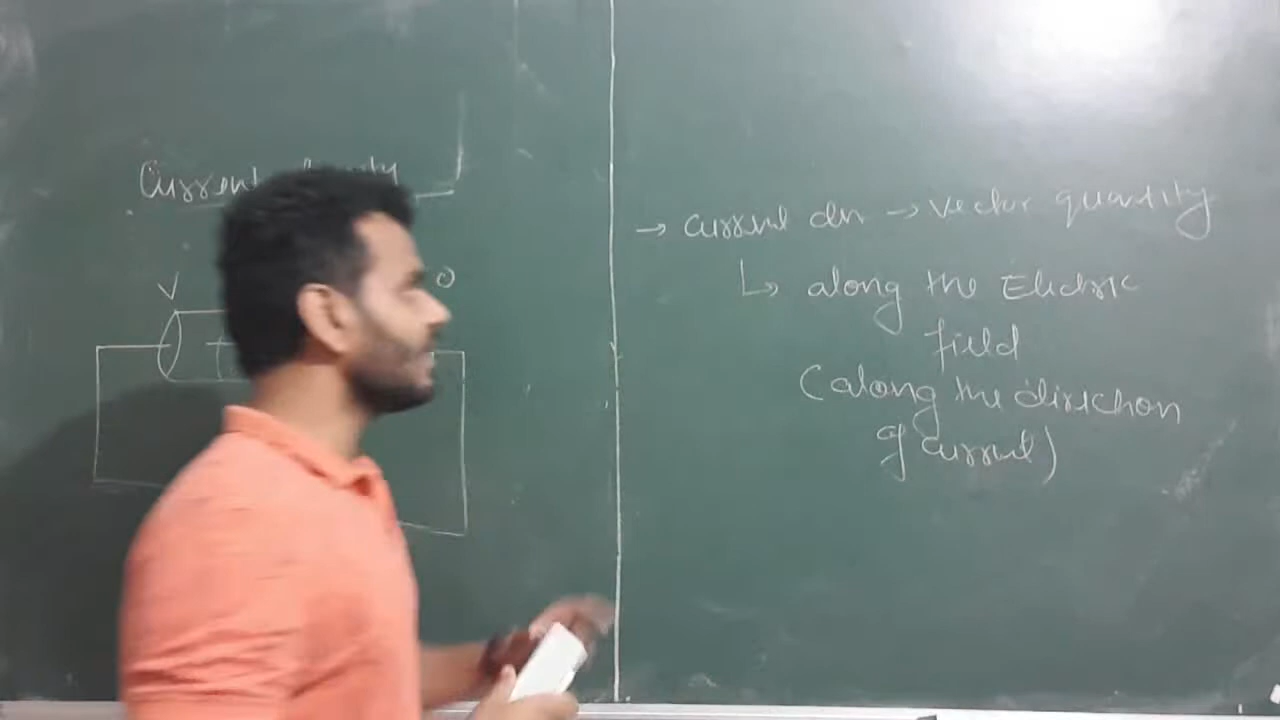 Current
V
O
→ Current den → vector quantity
↳ along the Electric
field
(along the direction
of current)